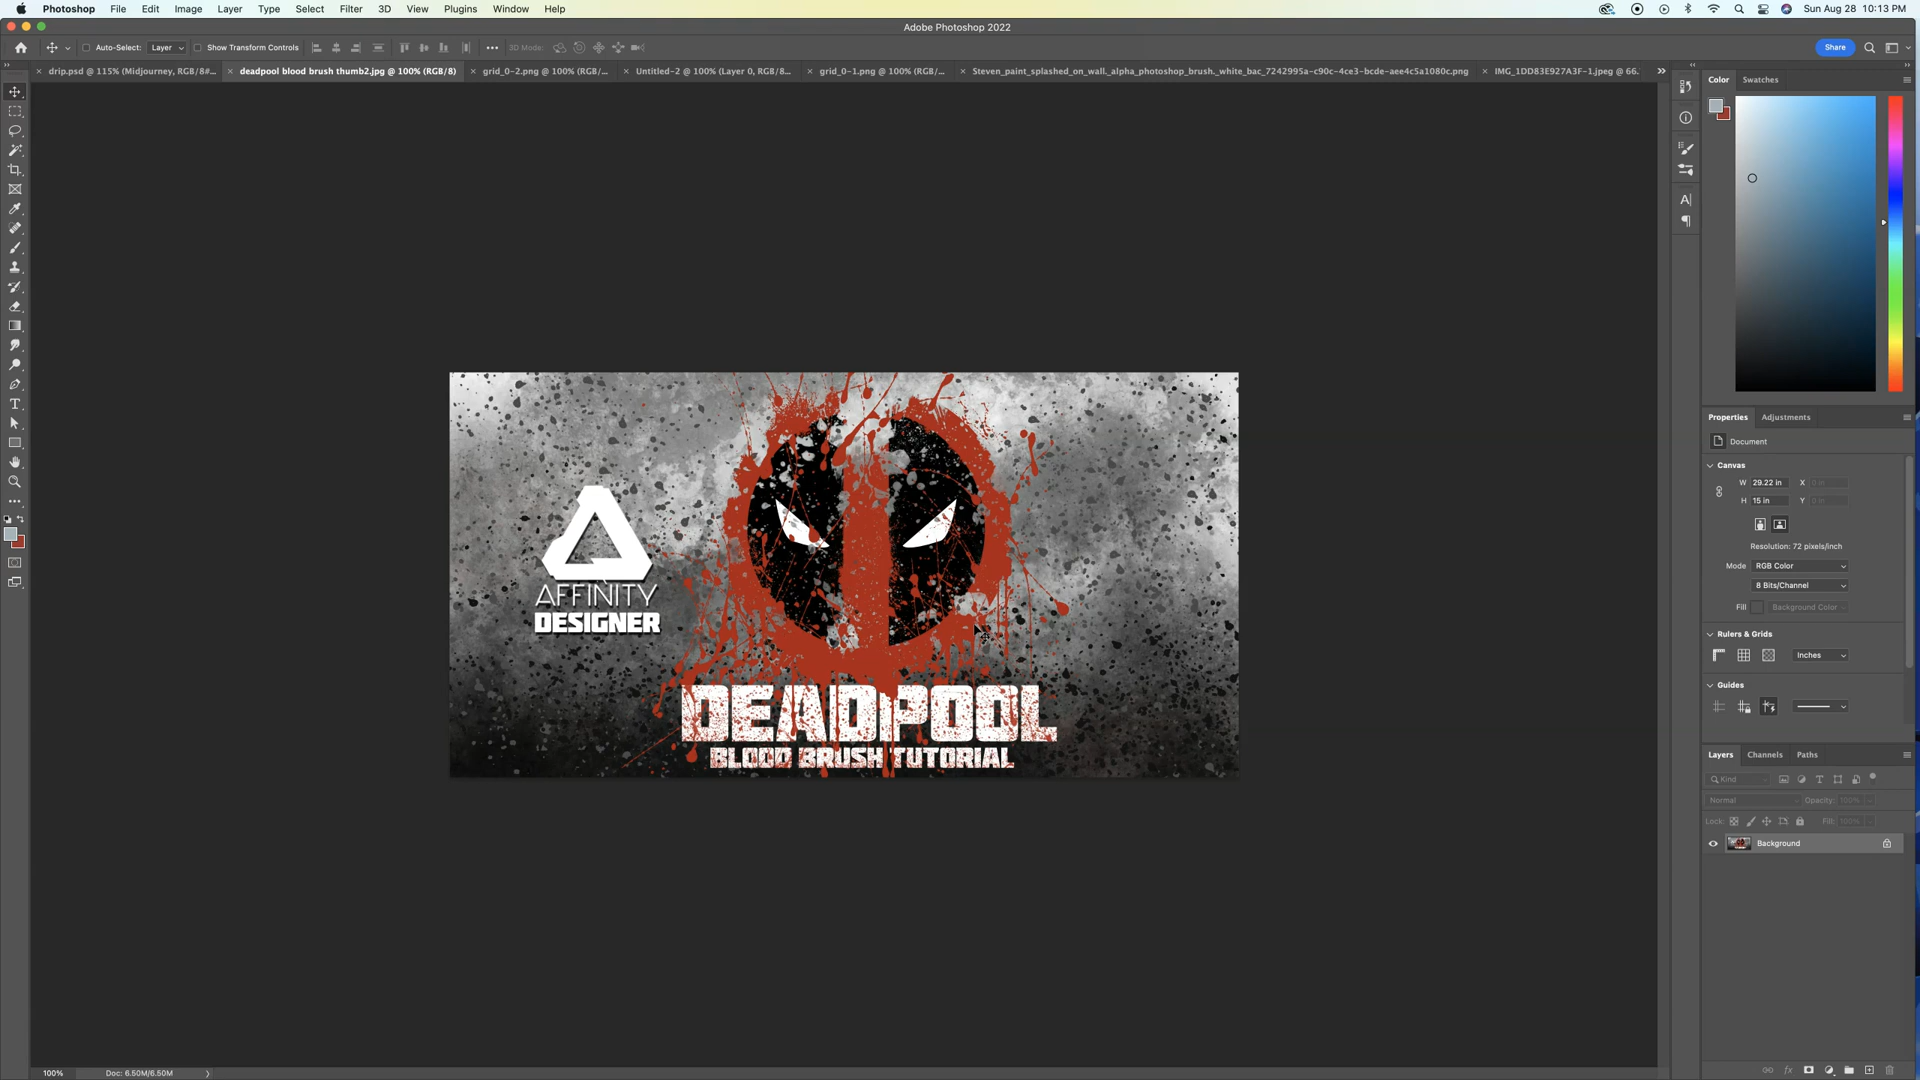 Photoshop File Edit Image Layer Type Select Filter 3D View Plugins Window Help Sun Aug 28 10:13 PM
Adobe Photoshop 2022
Auto-Select: Layer Show Transform Controls 3D Mode: Share
drip.psd @ 115% (Midjourney, RGB/8#... deadpool blood brush thumb2.jpg @ 100% (RGB/8) grid_0-2.png @ 100% (RGB/... Untitled-2 @ 100% (Layer 0, RGB/8... grid_0-1.png @ 100% (RGB/... Steven_paint_splashed_on_wall._alpha_photoshop_brush._white_bac_7242995a-c90c-4ce3-bcde-aee4c5a1080c.png IMG_1DD83E927A3F-1.jpeg @ 66.
Color Swatches
AFFINITY
DESIGNER
DEADPOOL
BLOOD BRUSH TUTORIAL
Properties Adjustments
Document
Canvas
W 29.22 in X 0 in
H 15 in Y 0 in
Resolution: 72 pixels/inch
Mode RGB Color
8 Bits/Channel
Fill Background Color
Rulers & Grids
Inches
Guides
Layers Channels Paths
Kind
Normal Opacity: 100%
Lock: Fill: 100%
Background
100% Doc: 6.50M/6.50M